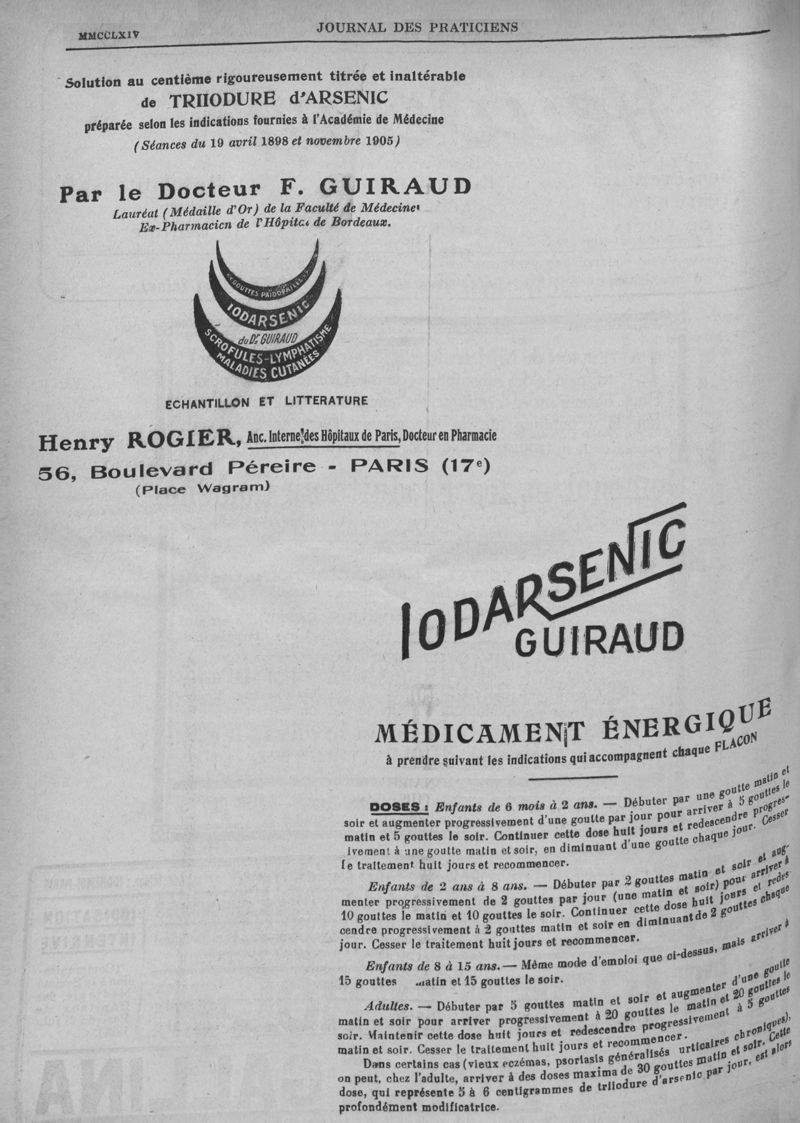 MMCCLXIV
JOURNAL DES PRATICIENS
Solution au centième rigoureusement titrée et inaltérable
de TRIIODURE d'ARSENIC
préparée selon les indications fournies à l'Académie de Médecine
(Séances du 19 avril 1898 et novembre 1905)
Par le Docteur F. GUIRAUD
Lauréat (Médaille d'Or) de la Faculté de Médecine
Ex-Pharmacien de l'Hôpital de Bordeaux.
GOUTTES
IODARSENIC
du Dr GUIRAUD
SCROFULES-LYMPHATISME
MALADIES CUTANÉES
ECHANTILLON ET LITTERATURE
Henry ROGIER, Anc. Interne des Hôpitaux de Paris, Docteur en Pharmacie
56, Boulevard Péreire - PARIS (17e)
(Place Wagram)
IODARSENIC
GUIRAUD
MÉDICAMENT ÉNERGIQUE
à prendre suivant les indications qui accompagnent chaque FLACON
DOSES : Enfants de 6 mois à 2 ans. — Débuter par une goutte matin et
soir et augmenter progressivement d'une goutte par jour pour arriver à 5 gouttes le
matin et 5 gouttes le soir. Continuer cette dose huit jours et redescendre progres-
ivement à une goutte matin et soir, en diminuant d'une goutte chaque jour. Cesser
le traitement huit jours et recommencer.
Enfants de 2 ans à 8 ans. — Débuter par 2 gouttes matin et soir et aug-
menter progressivement de 2 gouttes par jour (une matin et soir) pour arriver à
10 gouttes le matin et 10 gouttes le soir. Continuer cette dose huit jours et redes-
cendre progressivement à 2 gouttes matin et soir en diminuant de 2 gouttes chaque
jour. Cesser le traitement huit jours et recommencer.
Enfants de 8 à 15 ans. — Même mode d'emploi que ci-dessus, mais arriver à
15 gouttes matin et 15 gouttes le soir.
Adultes. — Débuter par 5 gouttes matin et soir et augmenter d'une goutte
matin et soir pour arriver progressivement à 20 gouttes le matin et 20 gouttes le
soir. Maintenir cette dose huit jours et redescendre progressivement à 5 gouttes
matin et soir. Cesser le traitement huit jours et recommencer.
Dans certains cas (vieux eczémas, psoriasis généralisés urticaires chroniques),
on peut, chez l'adulte, arriver à des doses maxima de 30 gouttes matin et soir. Cette
dose, qui représente 5 à 6 centigrammes de triiodure d'arsenic par jour, est alors
profondément modificatrice.